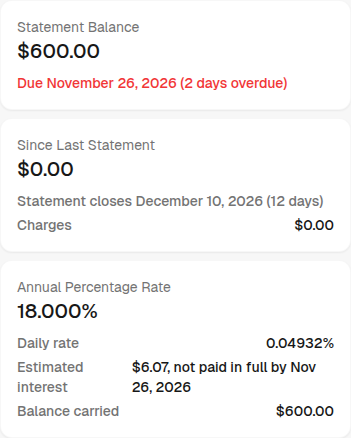 Statement Balance
$600.00
Due November 26, 2026 (2 days overdue)
Since Last Statement
$0.00
Statement closes December 10, 2026 (12 days)
Charges $0.00
Annual Percentage Rate
18.000%
Daily rate 0.04932%
Estimated $6.07, not paid in full by Nov
interest 26, 2026
Balance carried $600.00